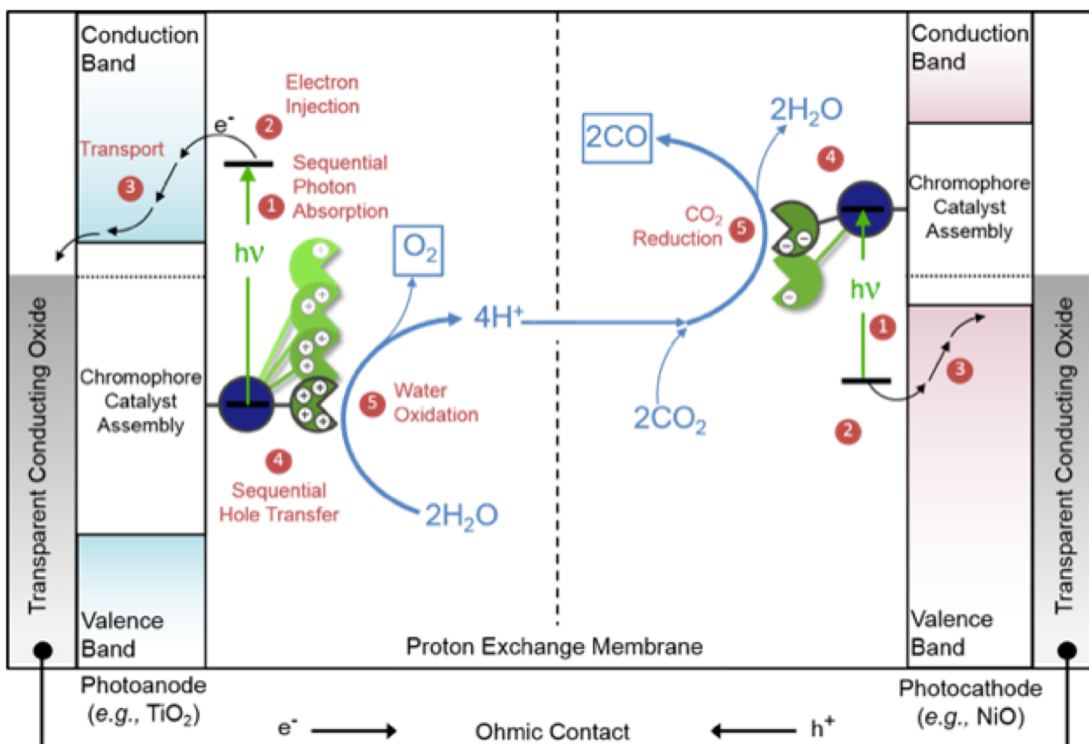 Conduction
Band
Electron
Injection
2
e-
Transport
3
Sequential
Photon
Absorption
1
hν
O₂
Chromophore
Catalyst
Assembly
5
Water
Oxidation
4
Sequential
Hole Transfer
2H₂O
4H⁺
Transparent Conducting Oxide
Valence
Band
Photoanode
(e.g., TiO₂)
Conduction
Band
2H₂O
2CO
4
CO₂
Reduction
5
Chromophore
Catalyst
Assembly
hν
1
2CO₂
2
3
Valence
Band
Transparent Conducting Oxide
Photocathode
(e.g., NiO)
Proton Exchange Membrane
e- Ohmic Contact h⁺